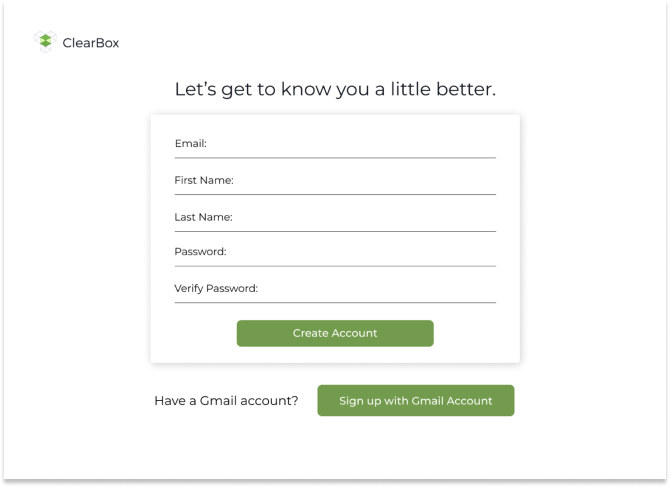 ClearBox
Let's get to know you a little better.
Email:
First Name:
Last Name:
Password:
Verify Password:
Create Account
Have a Gmail account? Sign up with Gmail Account